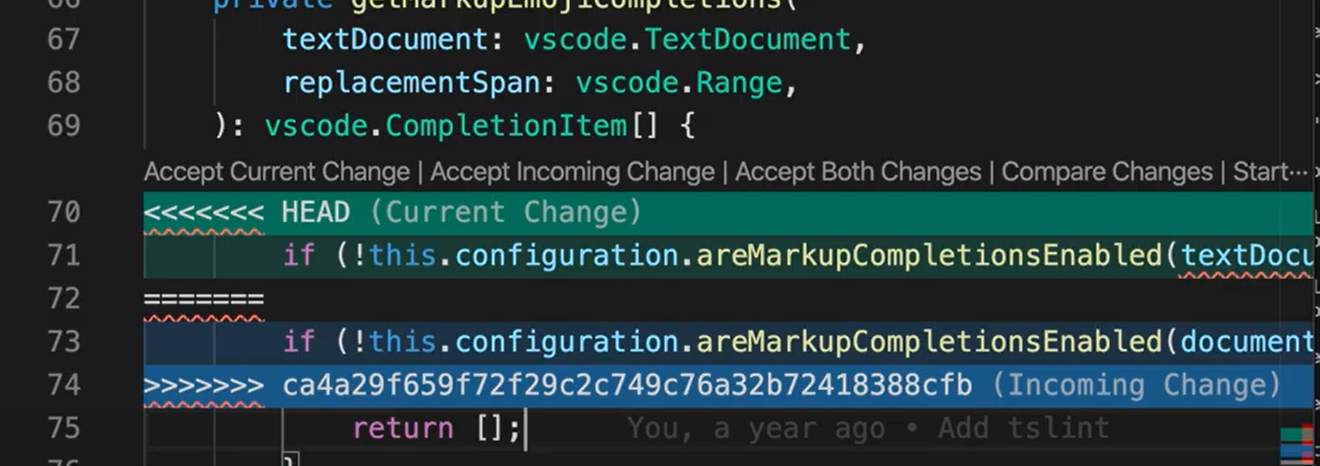 66 private getMarkupEmojiCompletions(
67 textDocument: vscode.TextDocument,
68 replacementSpan: vscode.Range,
69 ): vscode.CompletionItem[] {
Accept Current Change | Accept Incoming Change | Accept Both Changes | Compare Changes | Start...
70 <<<<<<< HEAD (Current Change)
71 if (!this.configuration.areMarkupCompletionsEnabled(textDocu
72 =======
73 if (!this.configuration.areMarkupCompletionsEnabled(document
74 >>>>>>> ca4a29f659f72f29c2c749c76a32b72418388cfb (Incoming Change)
75 return []; You, a year ago • Add tslint
76 }